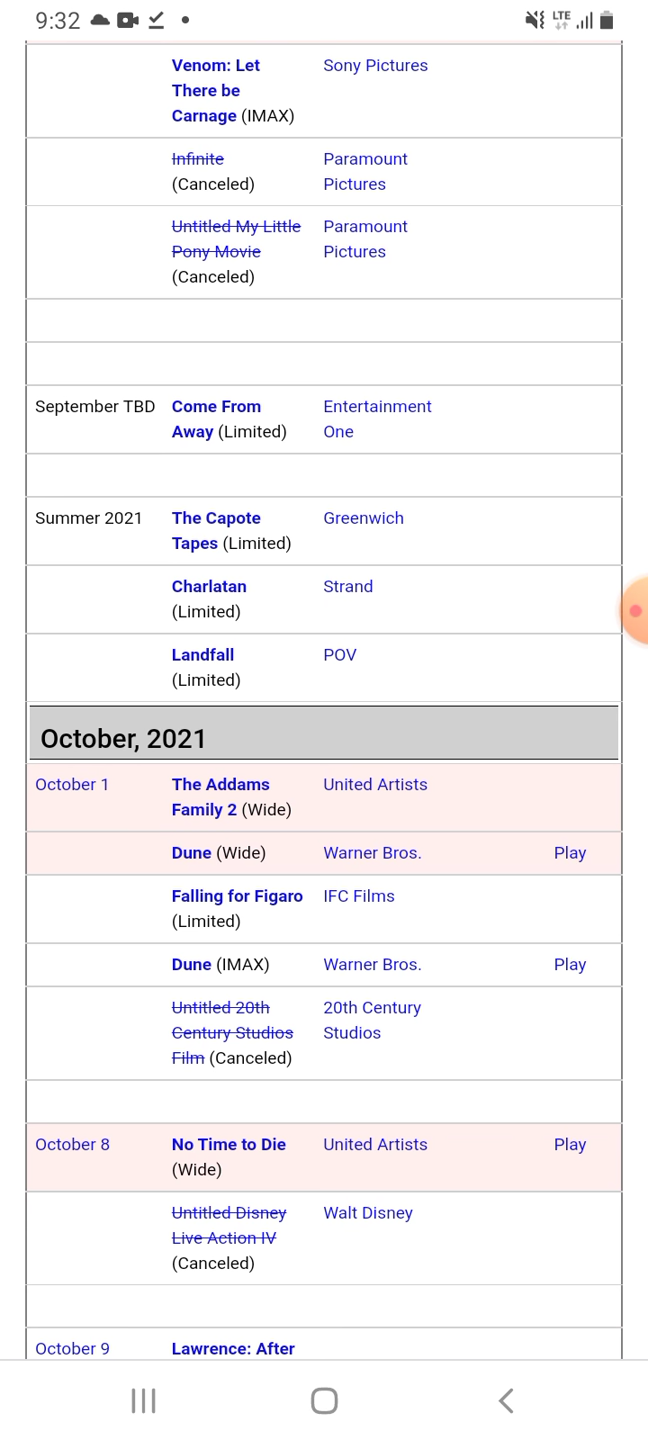 9:32
LTE
Venom: Let Sony Pictures
There be
Carnage (IMAX)
Infinite Paramount
(Canceled) Pictures
Untitled My Little Paramount
Pony Movie Pictures
(Canceled)
September TBD Come From Entertainment
Away (Limited) One
Summer 2021 The Capote Greenwich
Tapes (Limited)
Charlatan Strand
(Limited)
Landfall POV
(Limited)
October, 2021
October 1 The Addams United Artists
Family 2 (Wide)
Dune (Wide) Warner Bros. Play
Falling for Figaro IFC Films
(Limited)
Dune (IMAX) Warner Bros. Play
Untitled 20th 20th Century
Century Studios Studios
Film (Canceled)
October 8 No Time to Die United Artists Play
(Wide)
Untitled Disney Walt Disney
Live Action IV
(Canceled)
October 9 Lawrence: After